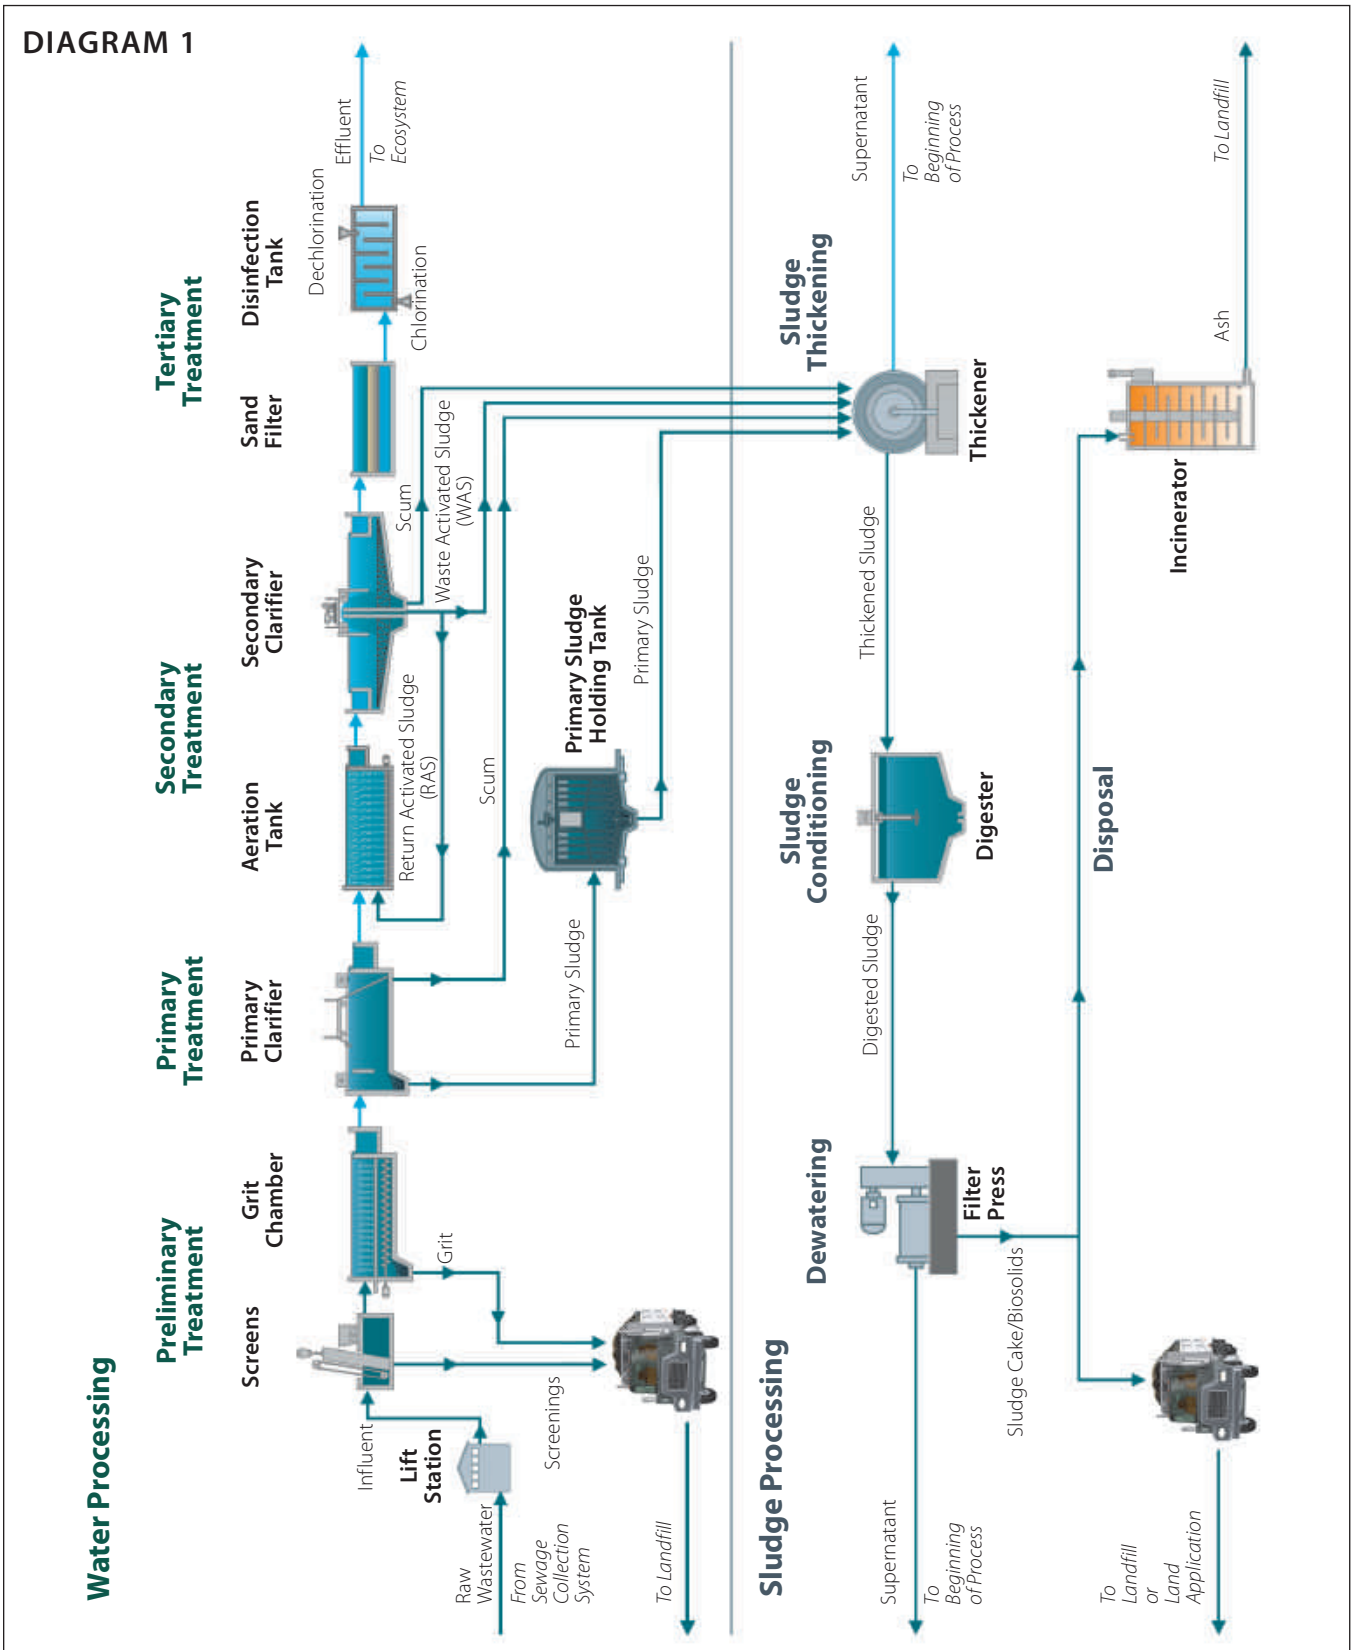 DIAGRAM 1
Water Processing
Preliminary
Treatment
Primary
Treatment
Secondary
Treatment
Tertiary
Treatment
Screens
Grit
Chamber
Primary
Clarifier
Aeration
Tank
Secondary
Clarifier
Sand
Filter
Disinfection
Tank
Dechlorination
Chlorination
Effluent
To
Ecosystem
Influent
Lift
Station
Raw
Wastewater
From
Sewage
Collection
System
Screenings
Grit
To Landfill
Return Activated Sludge
(RAS)
Scum
Waste Activated Sludge
(WAS)
Scum
Primary Sludge
Primary Sludge
Holding Tank
Primary Sludge
Sludge Processing
Dewatering
Sludge
Conditioning
Sludge
Thickening
Supernatant
To
Beginning
of Process
Filter
Press
Digested Sludge
Digester
Thickened Sludge
Thickener
Supernatant
To
Beginning
of Process
Sludge Cake/Biosolids
Disposal
To
Landfill
or
Land
Application
Incinerator
Ash
To Landfill